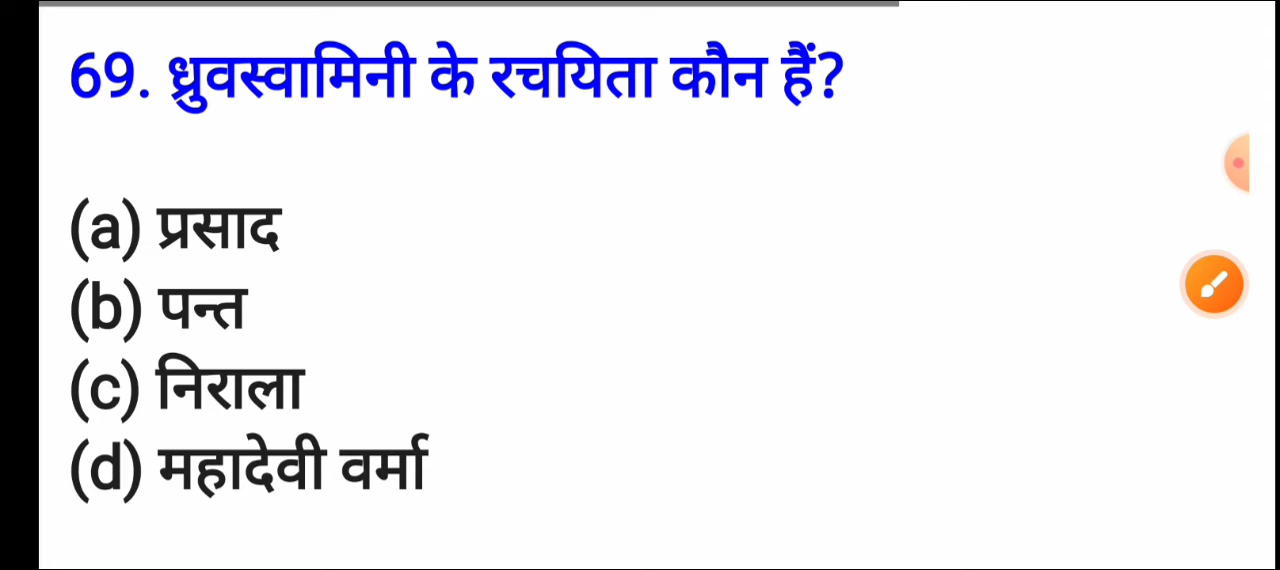 69. ध्रुवस्वामिनी के रचयिता कौन हैं?
(a) प्रसाद
(b) पन्त
(c) निराला
(d) महादेवी वर्मा